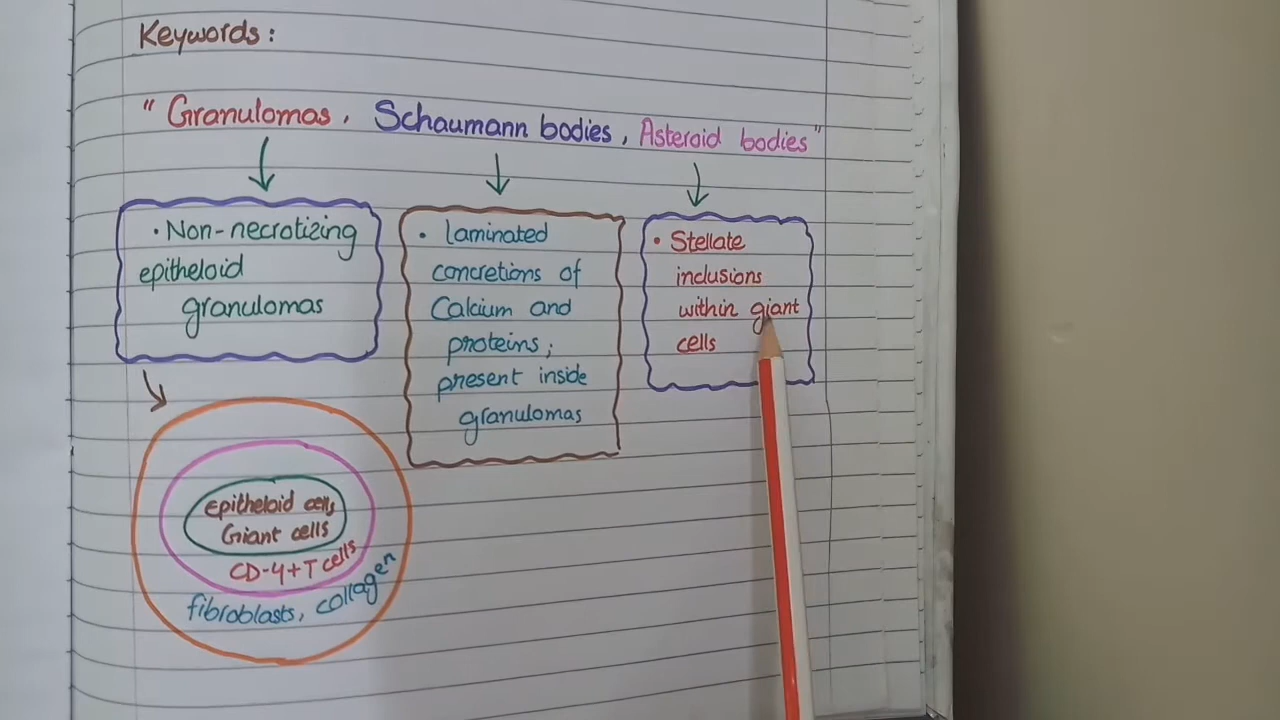 Keywords:
"Granulomas, Schaumann bodies, Asteroid bodies"
• Non-necrotizing
epitheloid
granulomas
• laminated
concretions of
Calcium and
proteins;
present inside
granulomas
• Stellate
inclusions
within giant
cells
Epitheloid cells
Giant cells
CD-4+T cells
fibroblasts, collagen